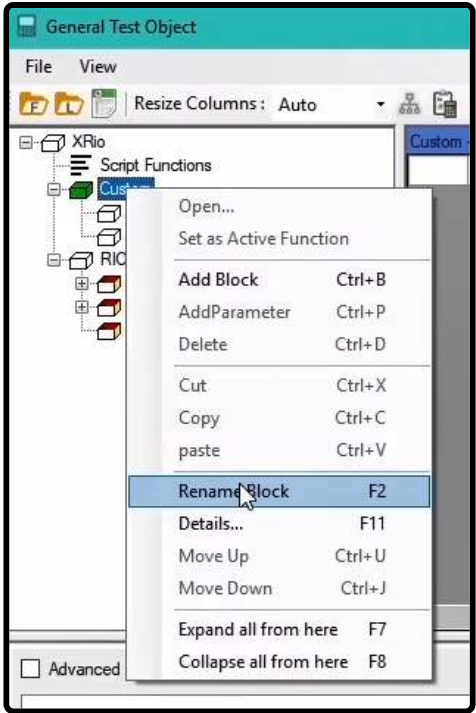 General Test Object
File View
F L Resize Columns: Auto
XRio
Custom
Script Functions
Custom
Open...
Set as Active Function
RIO
Add Block Ctrl+B
AddParameter Ctrl+P
Delete Ctrl+D
Cut Ctrl+X
Copy Ctrl+C
paste Ctrl+V
Rename Block F2
Details... F11
Move Up Ctrl+U
Move Down Ctrl+J
Expand all from here F7
Collapse all from here F8
Advanced